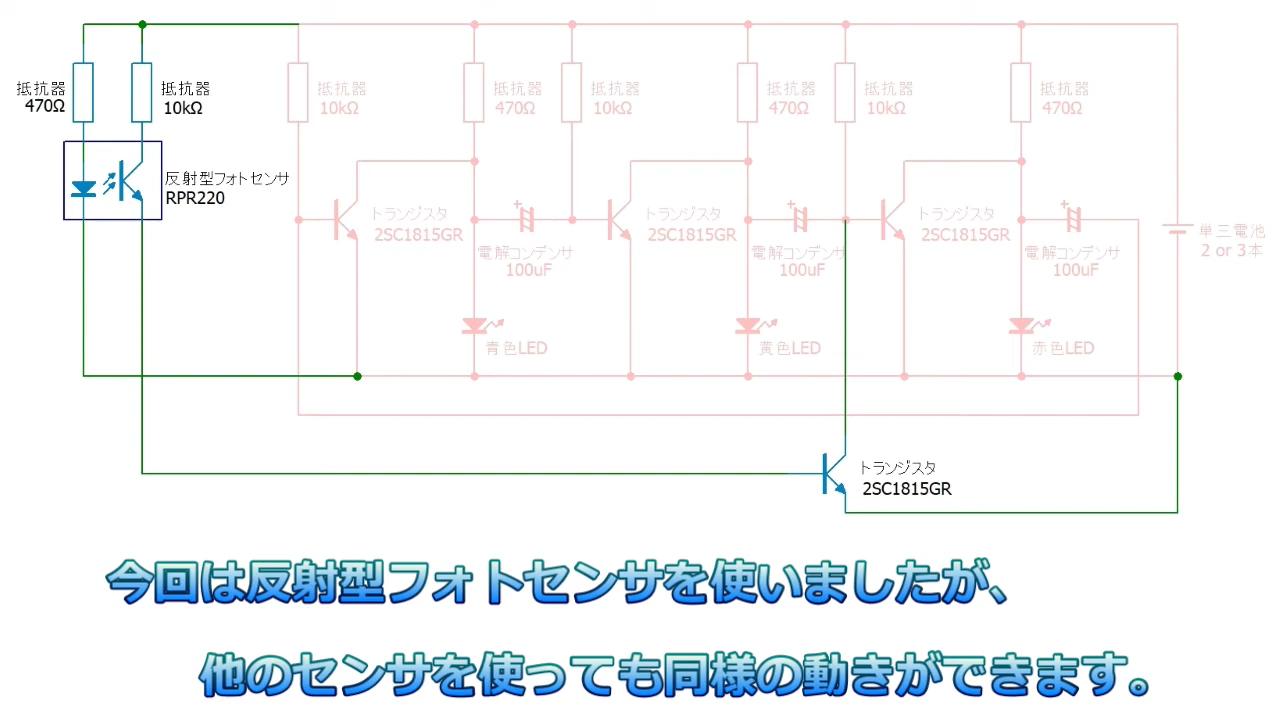 抵抗器
470Ω
抵抗器
10kΩ
抵抗器
10kΩ
抵抗器
470Ω
抵抗器
10kΩ
抵抗器
470Ω
抵抗器
10kΩ
抵抗器
470Ω
反射型フォトセンサ
RPR220
トランジスタ
2SC1815GR
電解コンデンサ
100uF
トランジスタ
2SC1815GR
電解コンデンサ
100uF
トランジスタ
2SC1815GR
電解コンデンサ
100uF
単三電池
2 or 3本
青色LED
黄色LED
赤色LED
トランジスタ
2SC1815GR
今回は反射型フォトセンサを使いましたが、
他のセンサを使っても同様の動きができます。